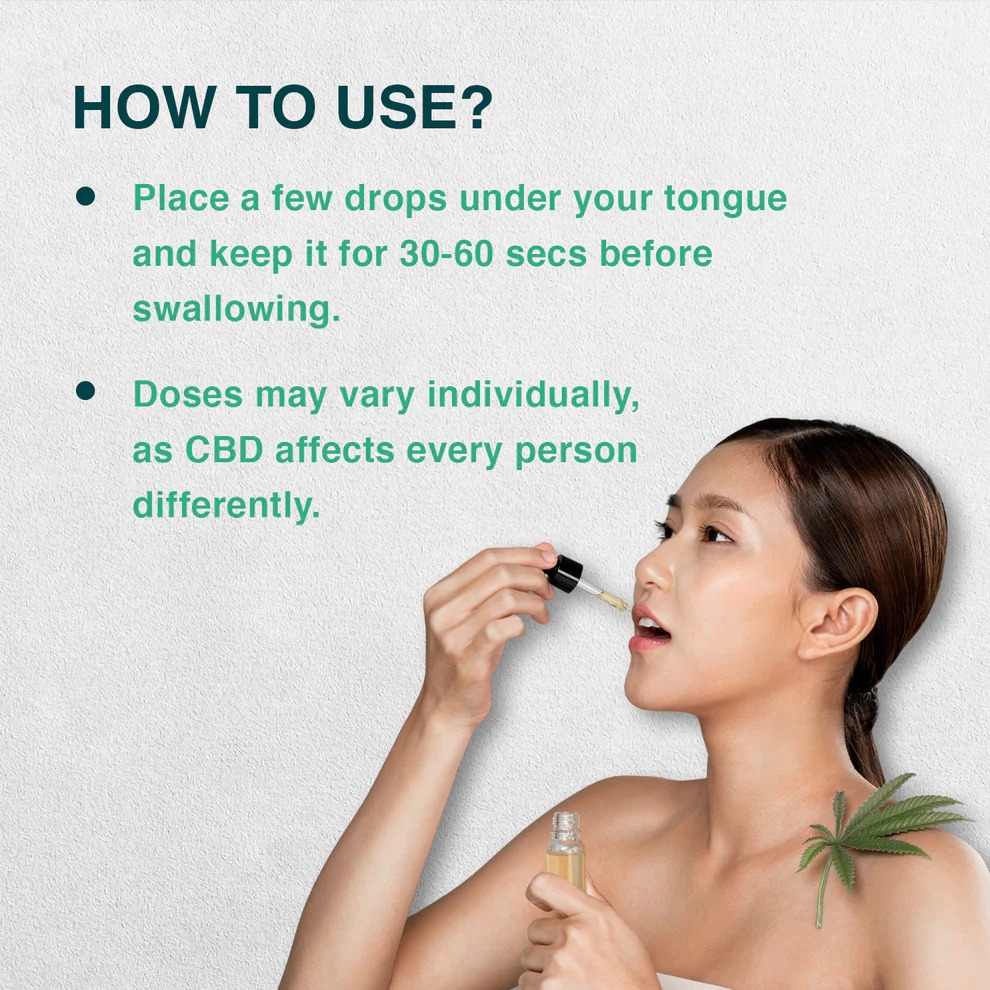 HOW TO USE?
Place a few drops under your tongue
and keep it for 30-60 secs before
swallowing.
Doses may vary individually,
as CBD affects every person
differently.